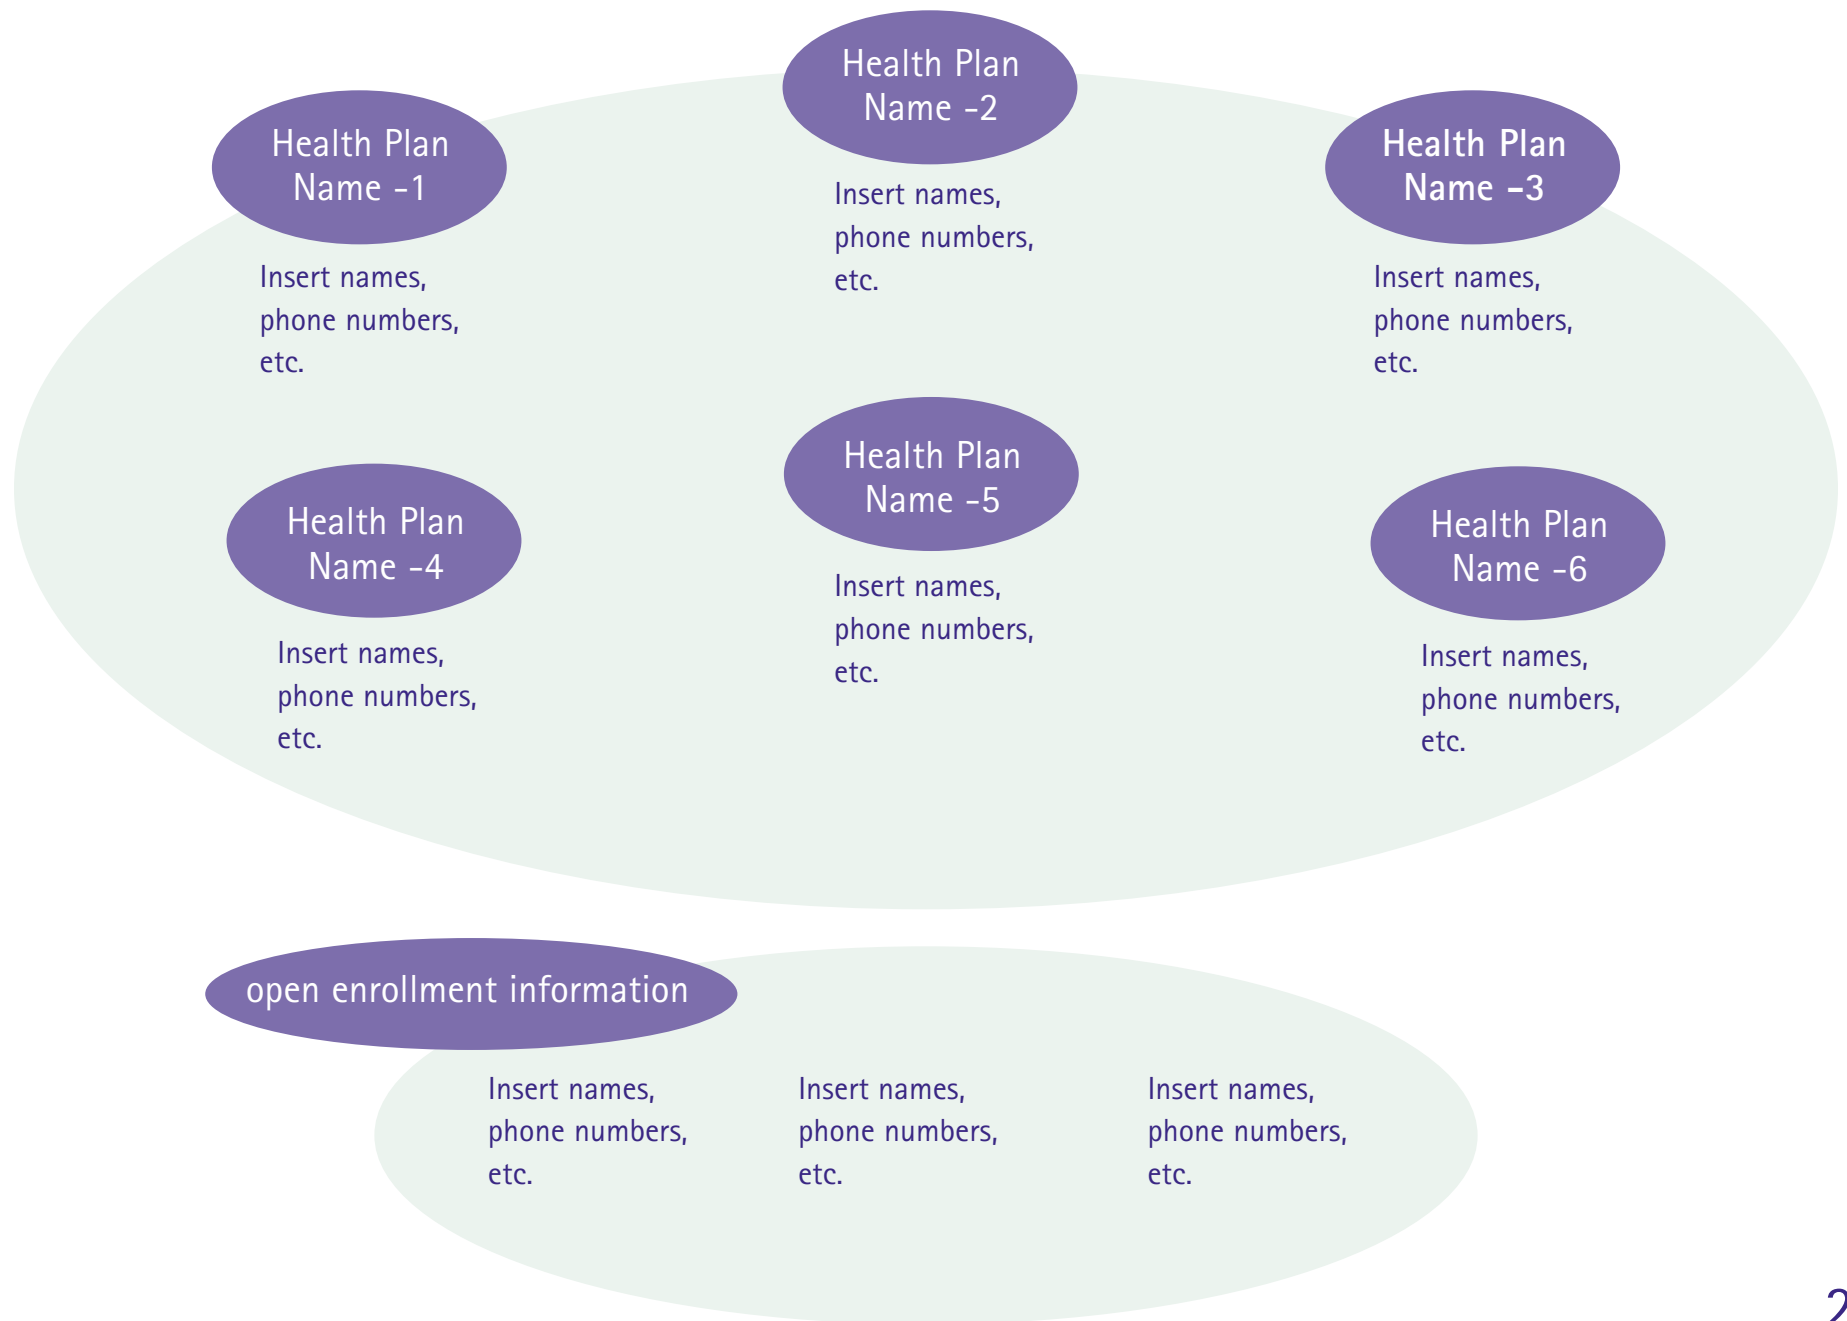 Health Plan
Name -1
Insert names,
phone numbers,
etc.
Health Plan
Name -2
Insert names,
phone numbers,
etc.
Health Plan
Name -3
Insert names,
phone numbers,
etc.
Health Plan
Name -4
Insert names,
phone numbers,
etc.
Health Plan
Name -5
Insert names,
phone numbers,
etc.
Health Plan
Name -6
Insert names,
phone numbers,
etc.
open enrollment information
Insert names,
phone numbers,
etc.
Insert names,
phone numbers,
etc.
Insert names,
phone numbers,
etc.
2